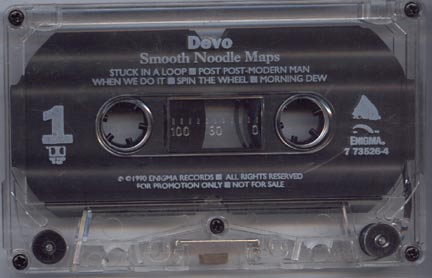 Devo
Smooth Noodle Maps
STUCK IN A LOOP ■ POST POST-MODERN MAN
WHEN WE DO IT ■ SPIN THE WHEEL ■ MORNING DEW
1
100 50 0
ENIGMA®
7 73526-4
℗ © 1990 ENIGMA RECORDS ■ ALL RIGHTS RESERVED
FOR PROMOTION ONLY ■ NOT FOR SALE